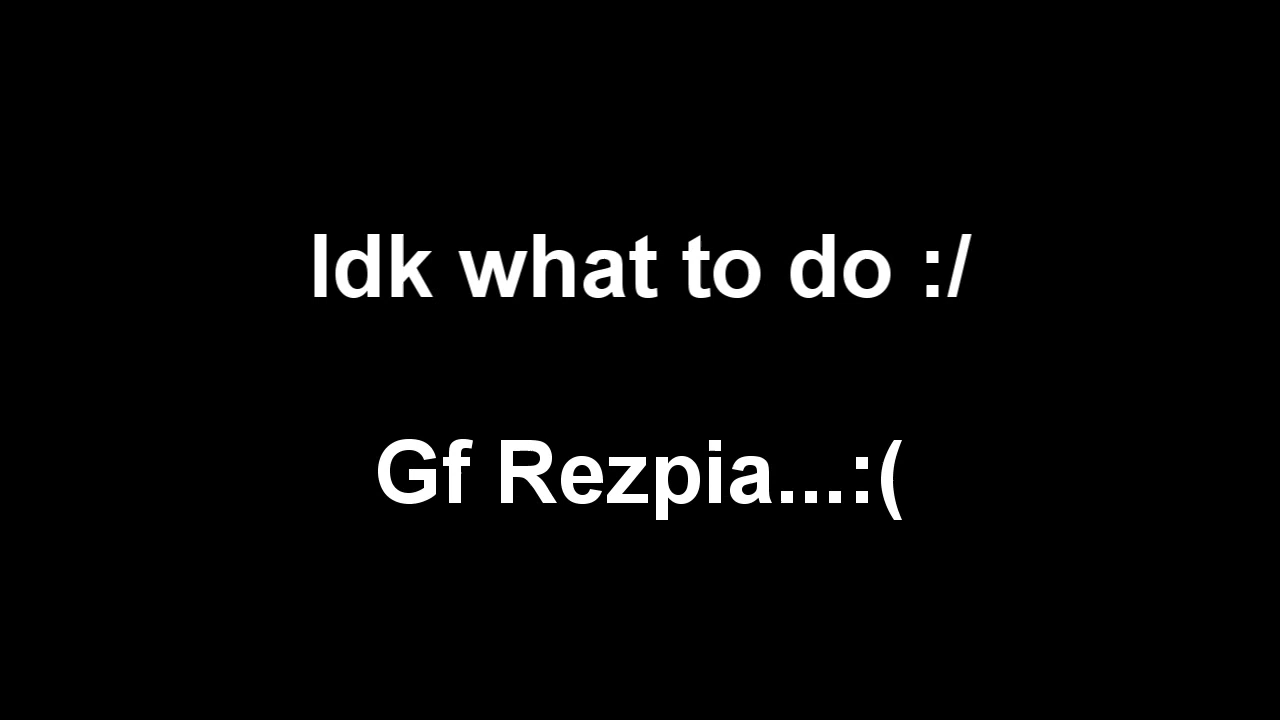 Idk what to do :/
Gf Rezpia...:(